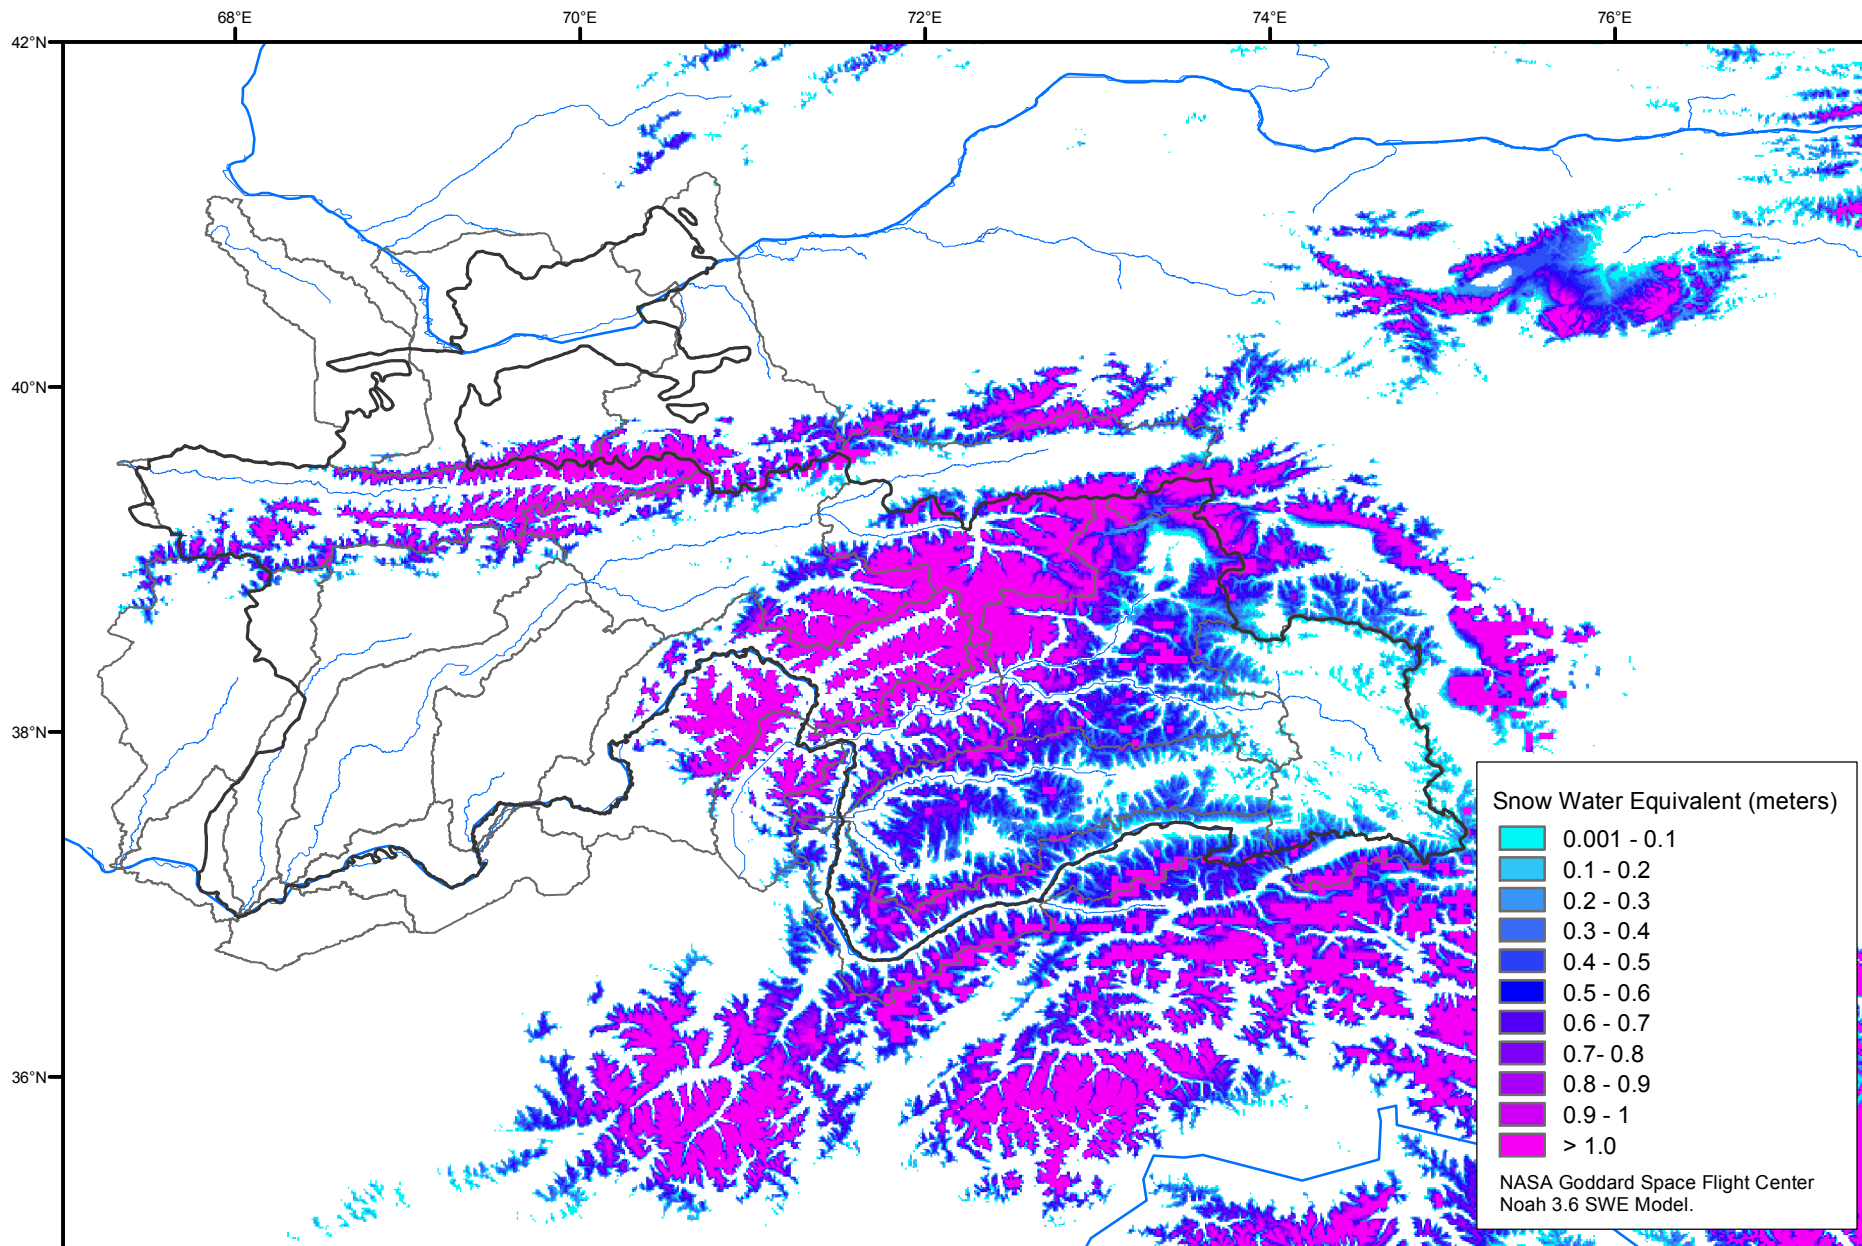 68°E 70°E 72°E 74°E 76°E
42°N
40°N
38°N
36°N
Snow Water Equivalent (meters)
0.001 - 0.1
0.1 - 0.2
0.2 - 0.3
0.3 - 0.4
0.4 - 0.5
0.5 - 0.6
0.6 - 0.7
0.7- 0.8
0.8 - 0.9
0.9 - 1
> 1.0
NASA Goddard Space Flight Center
Noah 3.6 SWE Model.